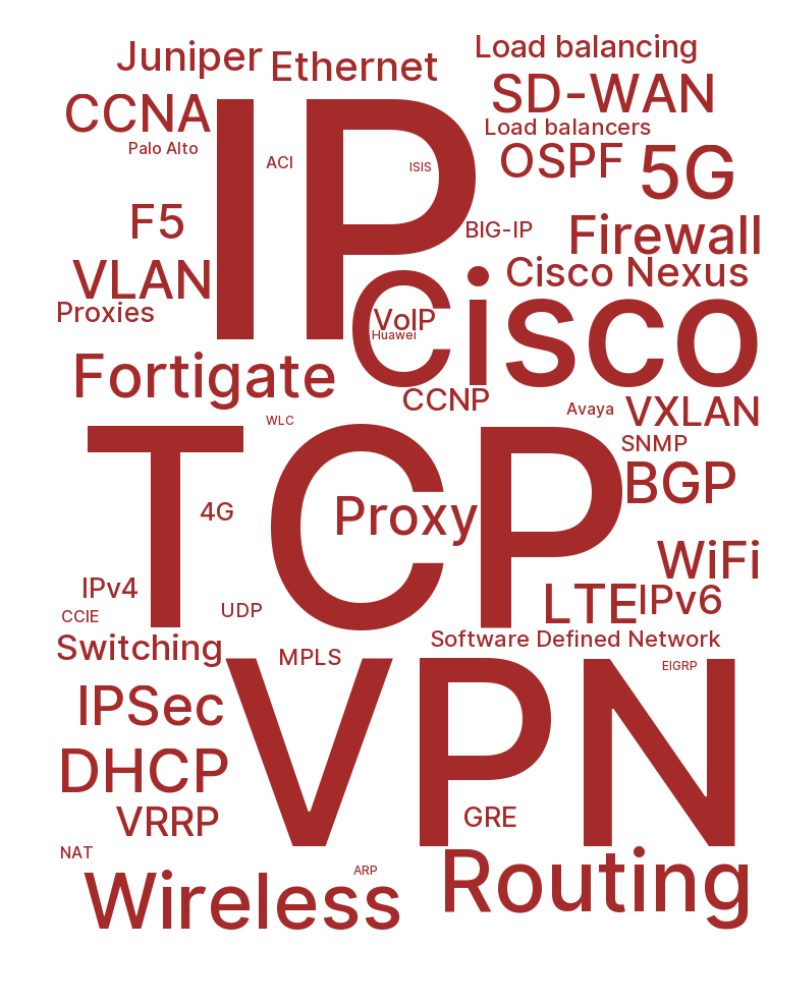 Juniper
Ethernet
Load balancing
CCNA
SD-WAN
Load balancers
Palo Alto
IP
ACI
ISIS
OSPF
5G
F5
BIG-IP
Firewall
VLAN
Cisco Nexus
Proxies
VoIP
Huawei
Cisco
Fortigate
CCNP
Avaya
VXLAN
WLC
SNMP
TCP
BGP
4G
Proxy
WiFi
IPv4
LTE
IPv6
CCIE
UDP
Switching
MPLS
Software Defined Network
EIGRP
IPSec
VPN
DHCP
VRRP
GRE
NAT
ARP
Wireless
Routing